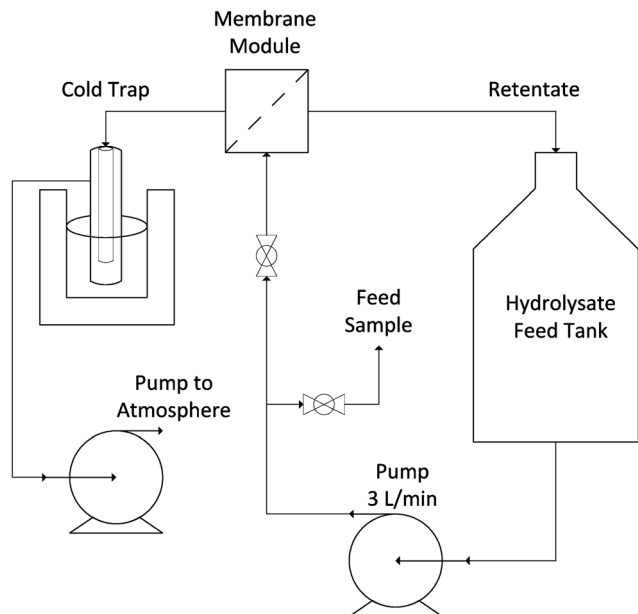 Membrane
Module
Cold Trap
Retentate
Feed
Sample
Hydrolysate
Feed Tank
Pump to
Atmosphere
Pump
3 L/min